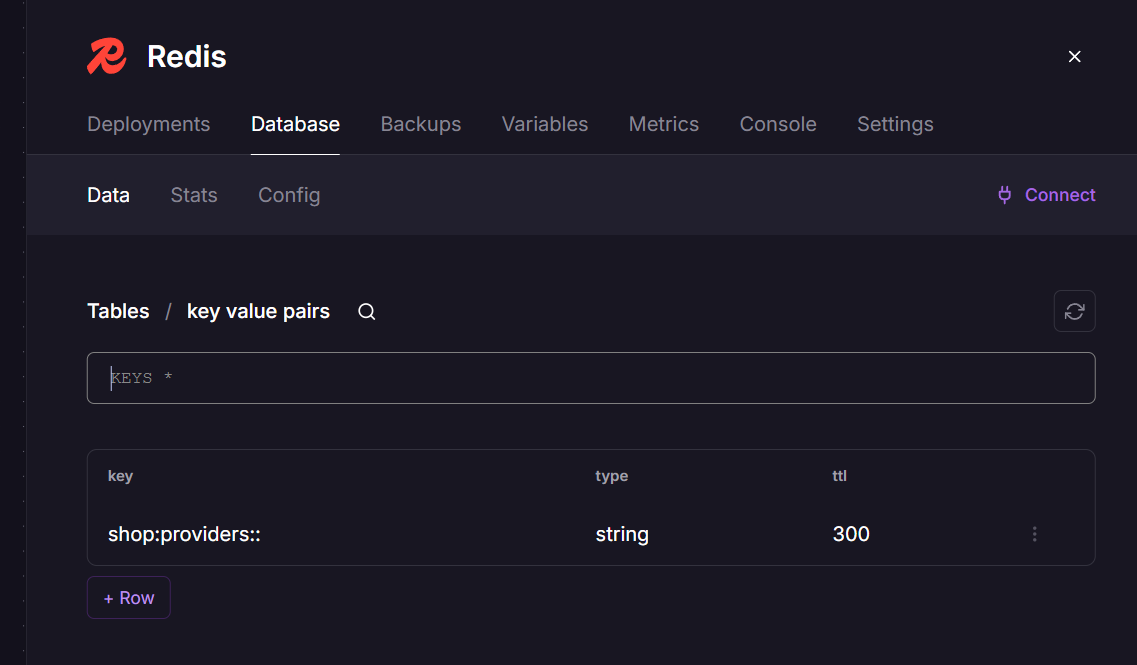 Redis
Deployments Database Backups Variables Metrics Console Settings
Data Stats Config Connect
Tables / key value pairs
KEYS *
key type ttl
shop:providers:: string 300
+ Row